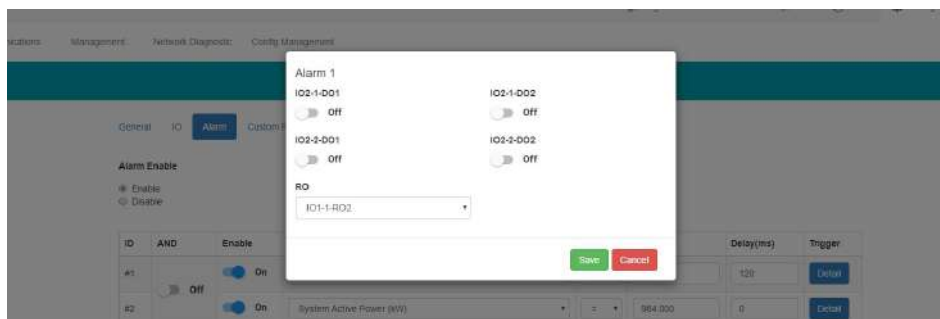 Management Network Diagnostic Config Management
Alarm 1
IO2-1-DO1 IO2-1-DO2
Off Off
IO2-2-DO1 IO2-2-DO2
Off Off
RO
IO1-1-RO2
Save Cancel
General IO Alarm Custom
Alarm Enable
Enable
Disable
ID AND Enable Delay(ms) Trigger
#1 On 120 Detail
Off
#2 On System Active Power (kW) = 984.000 0 Detail